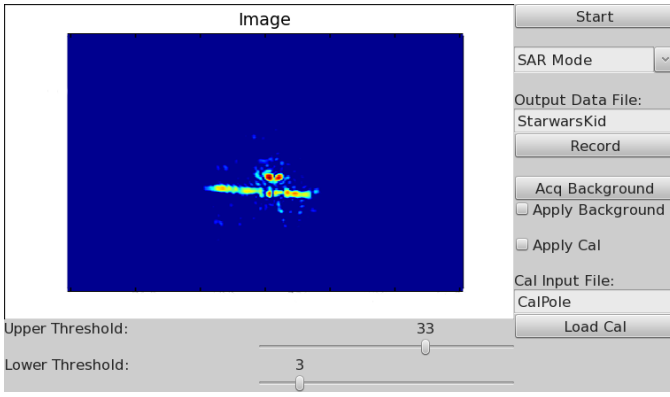 Image
Start
SAR Mode
Output Data File:
StarwarsKid
Record
Acq Background
Apply Background
Apply Cal
Cal Input File:
CalPole
Load Cal
Upper Threshold:
33
Lower Threshold:
3